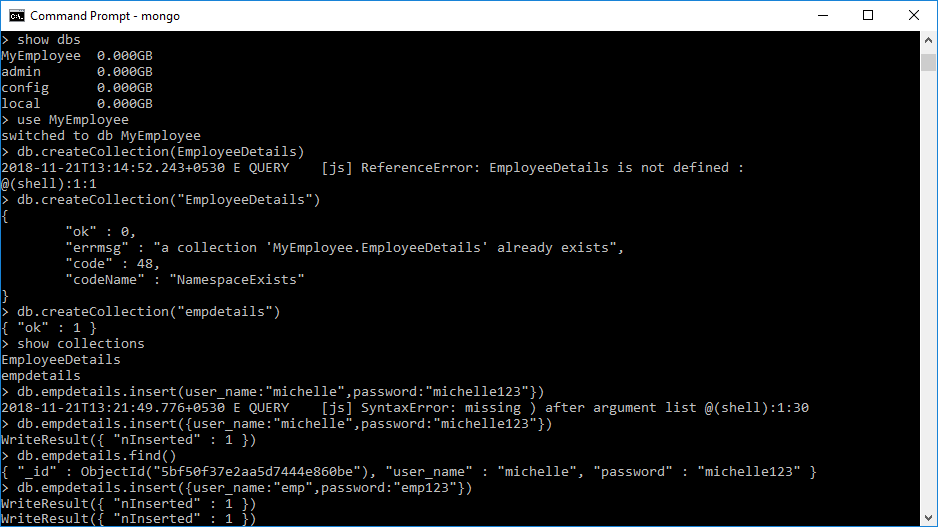 Command Prompt - mongo
> show dbs
MyEmployee  0.000GB
admin       0.000GB
config      0.000GB
local       0.000GB
> use MyEmployee
switched to db MyEmployee
> db.createCollection(EmployeeDetails)
2018-11-21T13:14:52.243+0530 E QUERY    [js] ReferenceError: EmployeeDetails is not defined :
@(shell):1:1
> db.createCollection("EmployeeDetails")
{
        "ok" : 0,
        "errmsg" : "a collection 'MyEmployee.EmployeeDetails' already exists",
        "code" : 48,
        "codeName" : "NamespaceExists"
}
> db.createCollection("empdetails")
{ "ok" : 1 }
> show collections
EmployeeDetails
empdetails
> db.empdetails.insert(user_name:"michelle",password:"michelle123"})
2018-11-21T13:21:49.776+0530 E QUERY    [js] SyntaxError: missing ) after argument list @(shell):1:30
> db.empdetails.insert({user_name:"michelle",password:"michelle123"})
WriteResult({ "nInserted" : 1 })
> db.empdetails.find()
{ "_id" : ObjectId("5bf50f37e2aa5d7444e860be"), "user_name" : "michelle", "password" : "michelle123" }
> db.empdetails.insert({user_name:"emp",password:"emp123"})
WriteResult({ "nInserted" : 1 })
WriteResult({ "nInserted" : 1 })